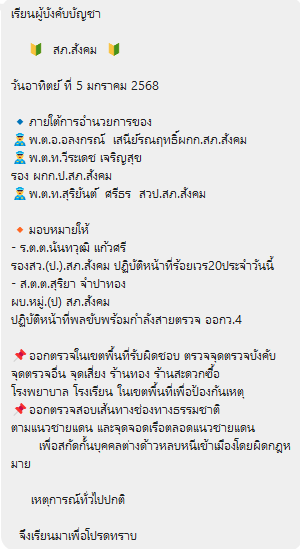 เรียนผู้บังคับบัญชา
🔰 สภ.สังคม 🔰
วันอาทิตย์ ที่ 5 มกราคม 2568
🔹ภายใต้การอำนวยการของ
👮พ.ต.อ.อลงกรณ์ เสนีย์รณฤทธิ์ผกก.สภ.สังคม
👮พ.ต.ท.วีระเดช เจริญสุข
รอง ผกก.ป.สภ.สังคม
👮พ.ต.ท.สุริยันต์ ศรีธร สวป.สภ.สังคม
🔸มอบหมายให้
- ร.ต.ต.นันทวุฒิ แก้วศรี
รองสว.(ป.).สภ.สังคม ปฏิบัติหน้าที่ร้อยเวร20ประจำวันนี้
- ส.ต.ต.สุริยา จำปาทอง
ผบ.หมู่.(ป) สภ.สังคม
ปฏิบัติหน้าที่พลขับพร้อมกำลังสายตรวจ ออกว.4
📌ออกตรวจในเขตพื้นที่รับผิดชอบ ตรวจจุดตรวจบังคับ
จุดตรวจอื่น จุดเสี่ยง ร้านทอง ร้านสะดวกซื้อ
โรงพยาบาล โรงเรียน ในเขตพื้นที่เพื่อป้องกันเหตุ
📌ออกตรวจสอบเส้นทางช่องทางธรรมชาติ
ตามแนวชายแดน และจุดจอดเรือตลอดแนวชายแดน
เพื่อสกัดกั้นบุคคลต่างด้าวหลบหนีเข้าเมืองโดยผิดกฎห
มาย
เหตุการณ์ทั่วไปปกติ
จึงเรียนมาเพื่อโปรดทราบ